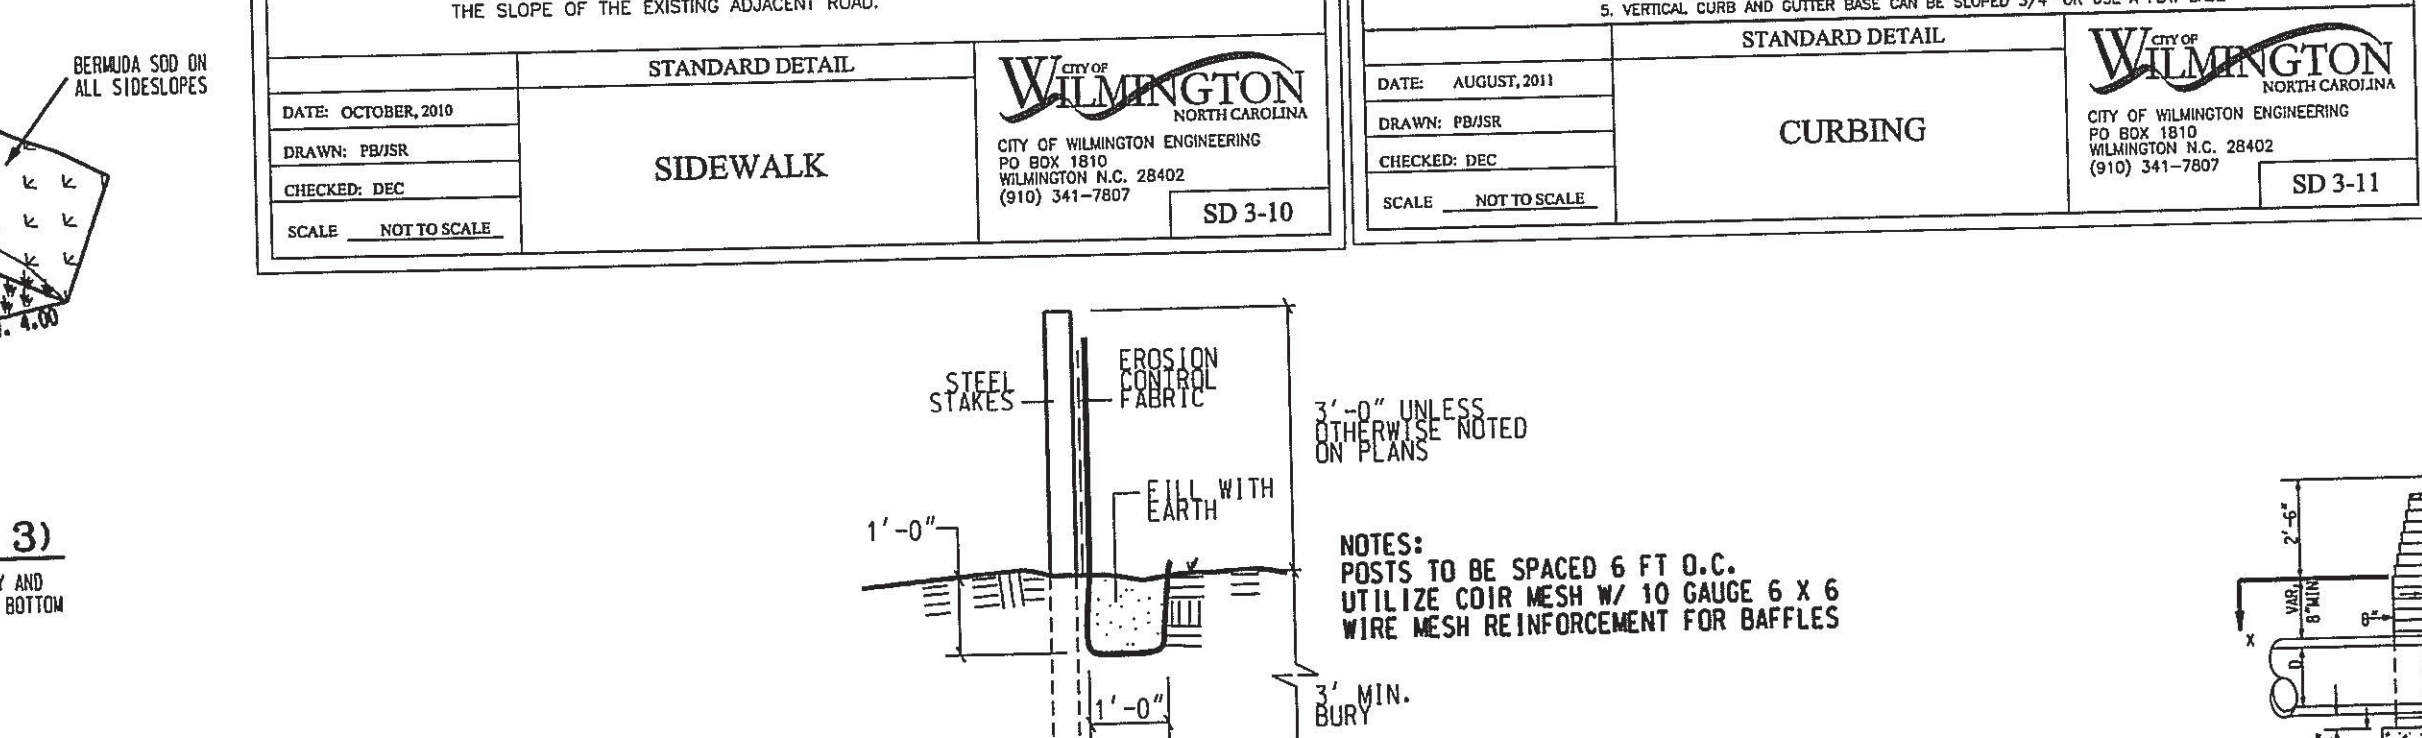 THE SLOPE OF THE EXISTING ADJACENT ROAD.
STANDARD DETAIL
DATE: OCTOBER, 2010
DRAWN: PB/JSR
CHECKED: DEC
SCALE NOT TO SCALE
SIDEWALK
CITY OF
WILMINGTON
NORTH CAROLINA
CITY OF WILMINGTON ENGINEERING
PO BOX 1810
WILMINGTON N.C. 28402
(910) 341-7807
SD 3-10
5. VERTICAL CURB AND GUTTER BASE CAN BE SLOPED 3/4"
STANDARD DETAIL
DATE: AUGUST, 2011
DRAWN: PB/JSR
CHECKED: DEC
SCALE NOT TO SCALE
CURBING
CITY OF
WILMINGTON
NORTH CAROLINA
CITY OF WILMINGTON ENGINEERING
PO BOX 1810
WILMINGTON N.C. 28402
(910) 341-7807
SD 3-11
BERMUDA SOD ON
ALL SIDESLOPES
4.00
3)
AND
BOTTOM
STEEL
STAKES
EROSION
CONTROL
FABRIC
3'-0" UNLESS
OTHERWISE NOTED
ON PLANS
FILL WITH
EARTH
1'-0"
1'-0"
3' MIN.
BURY
NOTES:
POSTS TO BE SPACED 6 FT O.C.
UTILIZE COIR MESH W/ 10 GAUGE 6 X 6
WIRE MESH REINFORCEMENT FOR BAFFLES
2'-6"
VAR.
8"MIN.
8"
X
D